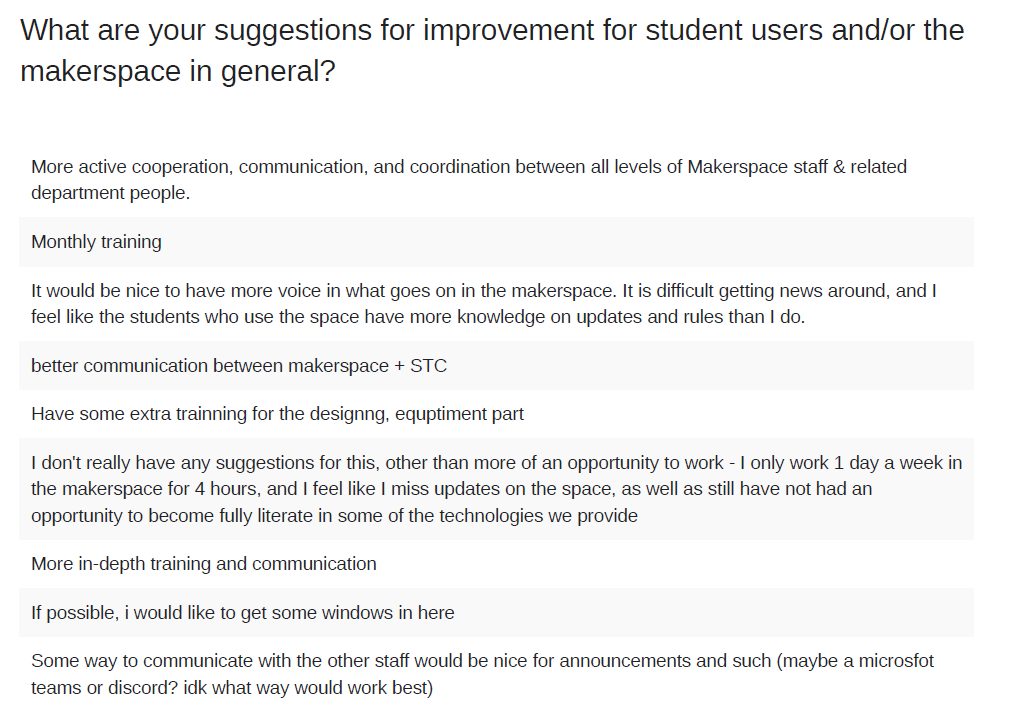 What are your suggestions for improvement for student users and/or the
makerspace in general?
More active cooperation, communication, and coordination between all levels of Makerspace staff & related
department people.
Monthly training
It would be nice to have more voice in what goes on in the makerspace. It is difficult getting news around, and I
feel like the students who use the space have more knowledge on updates and rules than I do.
better communication between makerspace + STC
Have some extra trainning for the designng, equptiment part
I don't really have any suggestions for this, other than more of an opportunity to work - I only work 1 day a week in
the makerspace for 4 hours, and I feel like I miss updates on the space, as well as still have not had an
opportunity to become fully literate in some of the technologies we provide
More in-depth training and communication
If possible, i would like to get some windows in here
Some way to communicate with the other staff would be nice for announcements and such (maybe a microsfot
teams or discord? idk what way would work best)